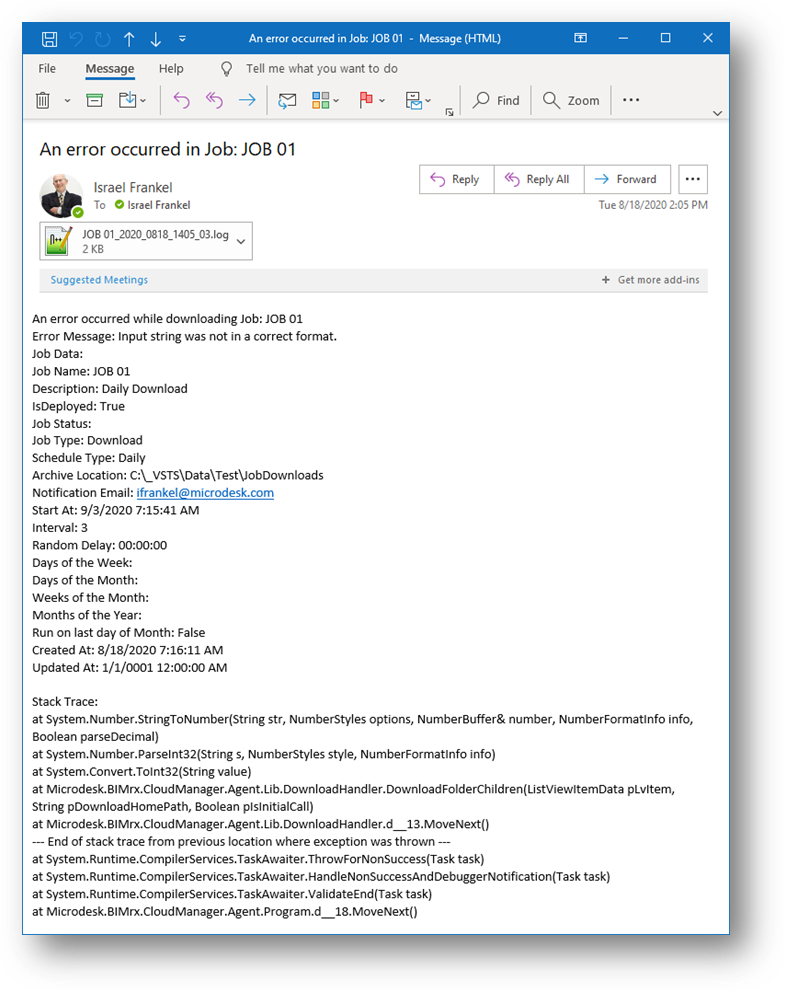 An error occurred in Job: JOB 01 - Message (HTML)
File Message Help Tell me what you want to do
Find Zoom
An error occurred in Job: JOB 01
Israel Frankel
To Israel Frankel
Reply Reply All Forward
Tue 8/18/2020 2:05 PM
JOB 01_2020_0818_1405_03.log
2 KB
Suggested Meetings + Get more add-ins
An error occurred while downloading Job: JOB 01
Error Message: Input string was not in a correct format.
Job Data:
Job Name: JOB 01
Description: Daily Download
IsDeployed: True
Job Status:
Job Type: Download
Schedule Type: Daily
Archive Location: C:\_VSTS\Data\Test\JobDownloads
Notification Email: ifrankel@microdesk.com
Start At: 9/3/2020 7:15:41 AM
Interval: 3
Random Delay: 00:00:00
Days of the Week:
Days of the Month:
Weeks of the Month:
Months of the Year:
Run on last day of Month: False
Created At: 8/18/2020 7:16:11 AM
Updated At: 1/1/0001 12:00:00 AM
Stack Trace:
at System.Number.StringToNumber(String str, NumberStyles options, NumberBuffer& number, NumberFormatInfo info,
Boolean parseDecimal)
at System.Number.ParseInt32(String s, NumberStyles style, NumberFormatInfo info)
at System.Convert.ToInt32(String value)
at Microdesk.BIMrx.CloudManager.Agent.Lib.DownloadHandler.DownloadFolderChildren(ListViewItemData pLvItem,
String pDownloadHomePath, Boolean pIsInitialCall)
at Microdesk.BIMrx.CloudManager.Agent.Lib.DownloadHandler.d__13.MoveNext()
--- End of stack trace from previous location where exception was thrown ---
at System.Runtime.CompilerServices.TaskAwaiter.ThrowForNonSuccess(Task task)
at System.Runtime.CompilerServices.TaskAwaiter.HandleNonSuccessAndDebuggerNotification(Task task)
at System.Runtime.CompilerServices.TaskAwaiter.ValidateEnd(Task task)
at Microdesk.BIMrx.CloudManager.Agent.Program.d__18.MoveNext()